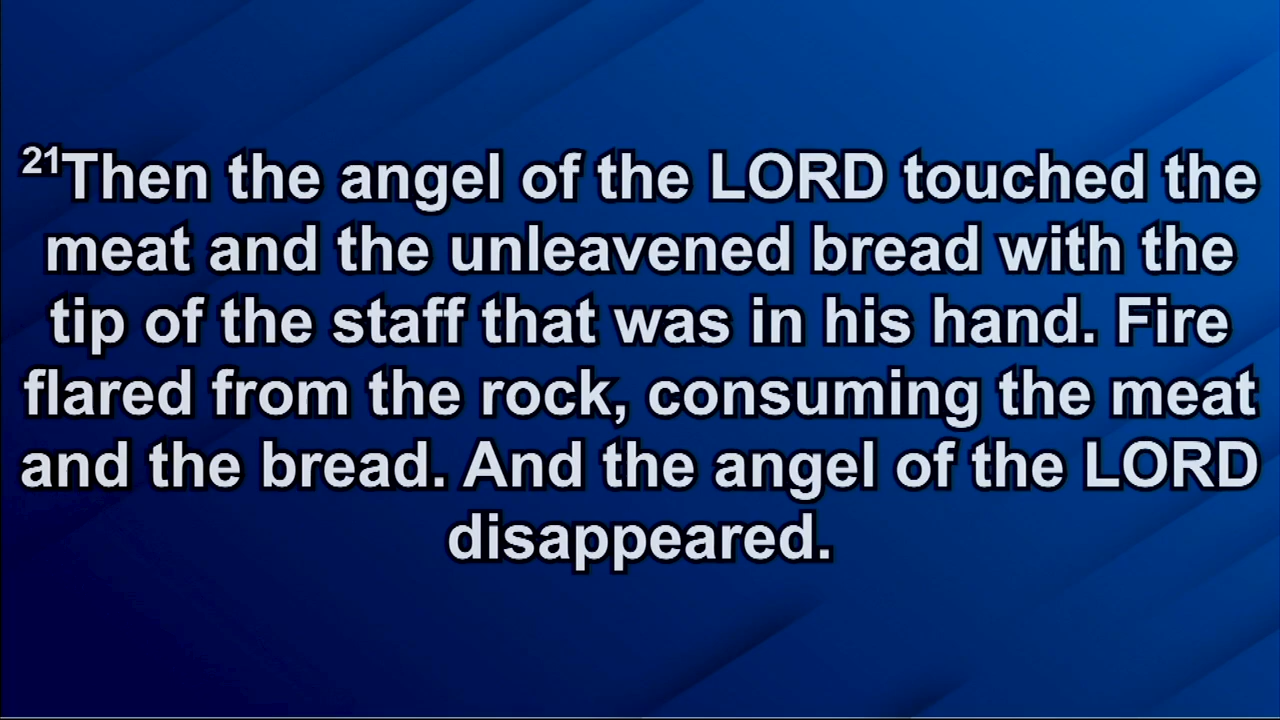 21Then the angel of the LORD touched the
meat and the unleavened bread with the
tip of the staff that was in his hand. Fire
flared from the rock, consuming the meat
and the bread. And the angel of the LORD
disappeared.